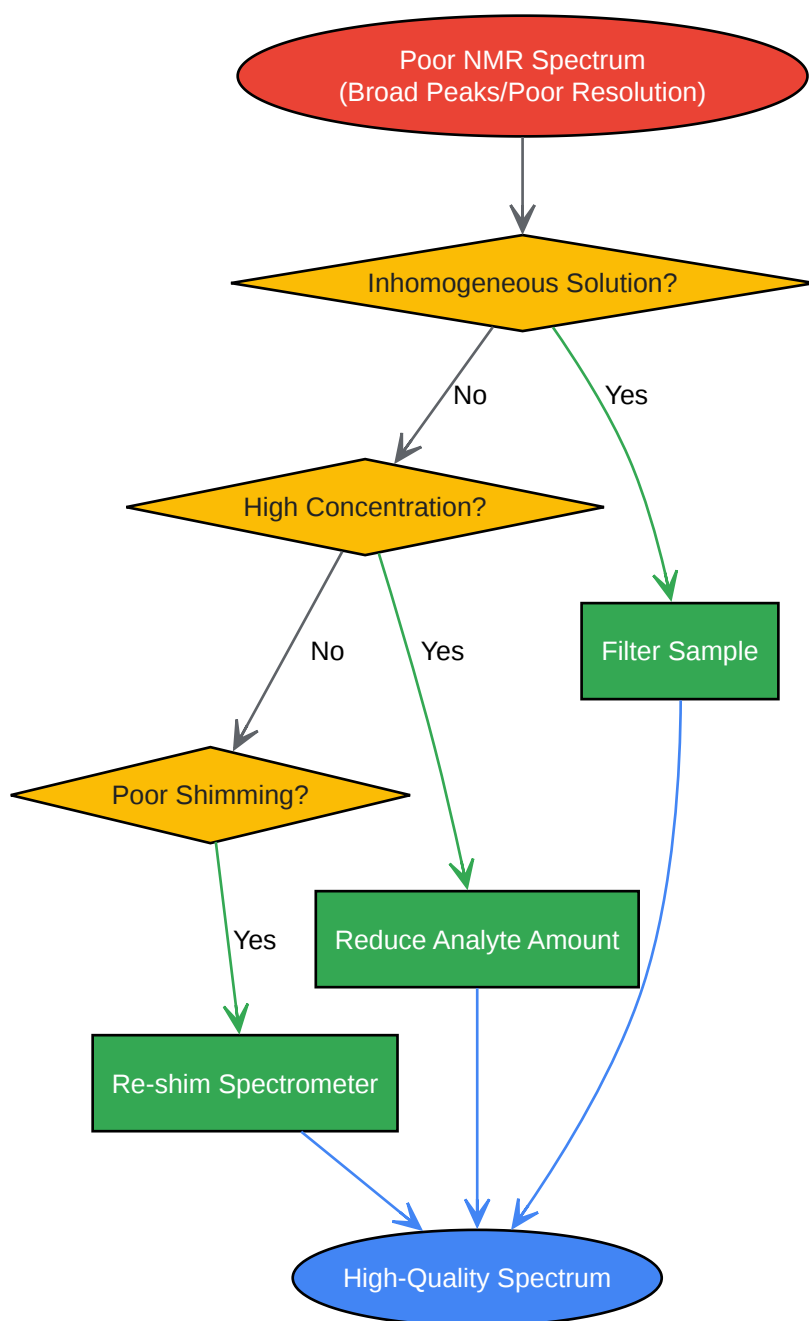 Poor NMR Spectrum
(Broad Peaks/Poor Resolution)
Inhomogeneous Solution?
No
Yes
High Concentration?
No
Yes
Filter Sample
Poor Shimming?
Yes
Reduce Analyte Amount
Re-shim Spectrometer
High-Quality Spectrum